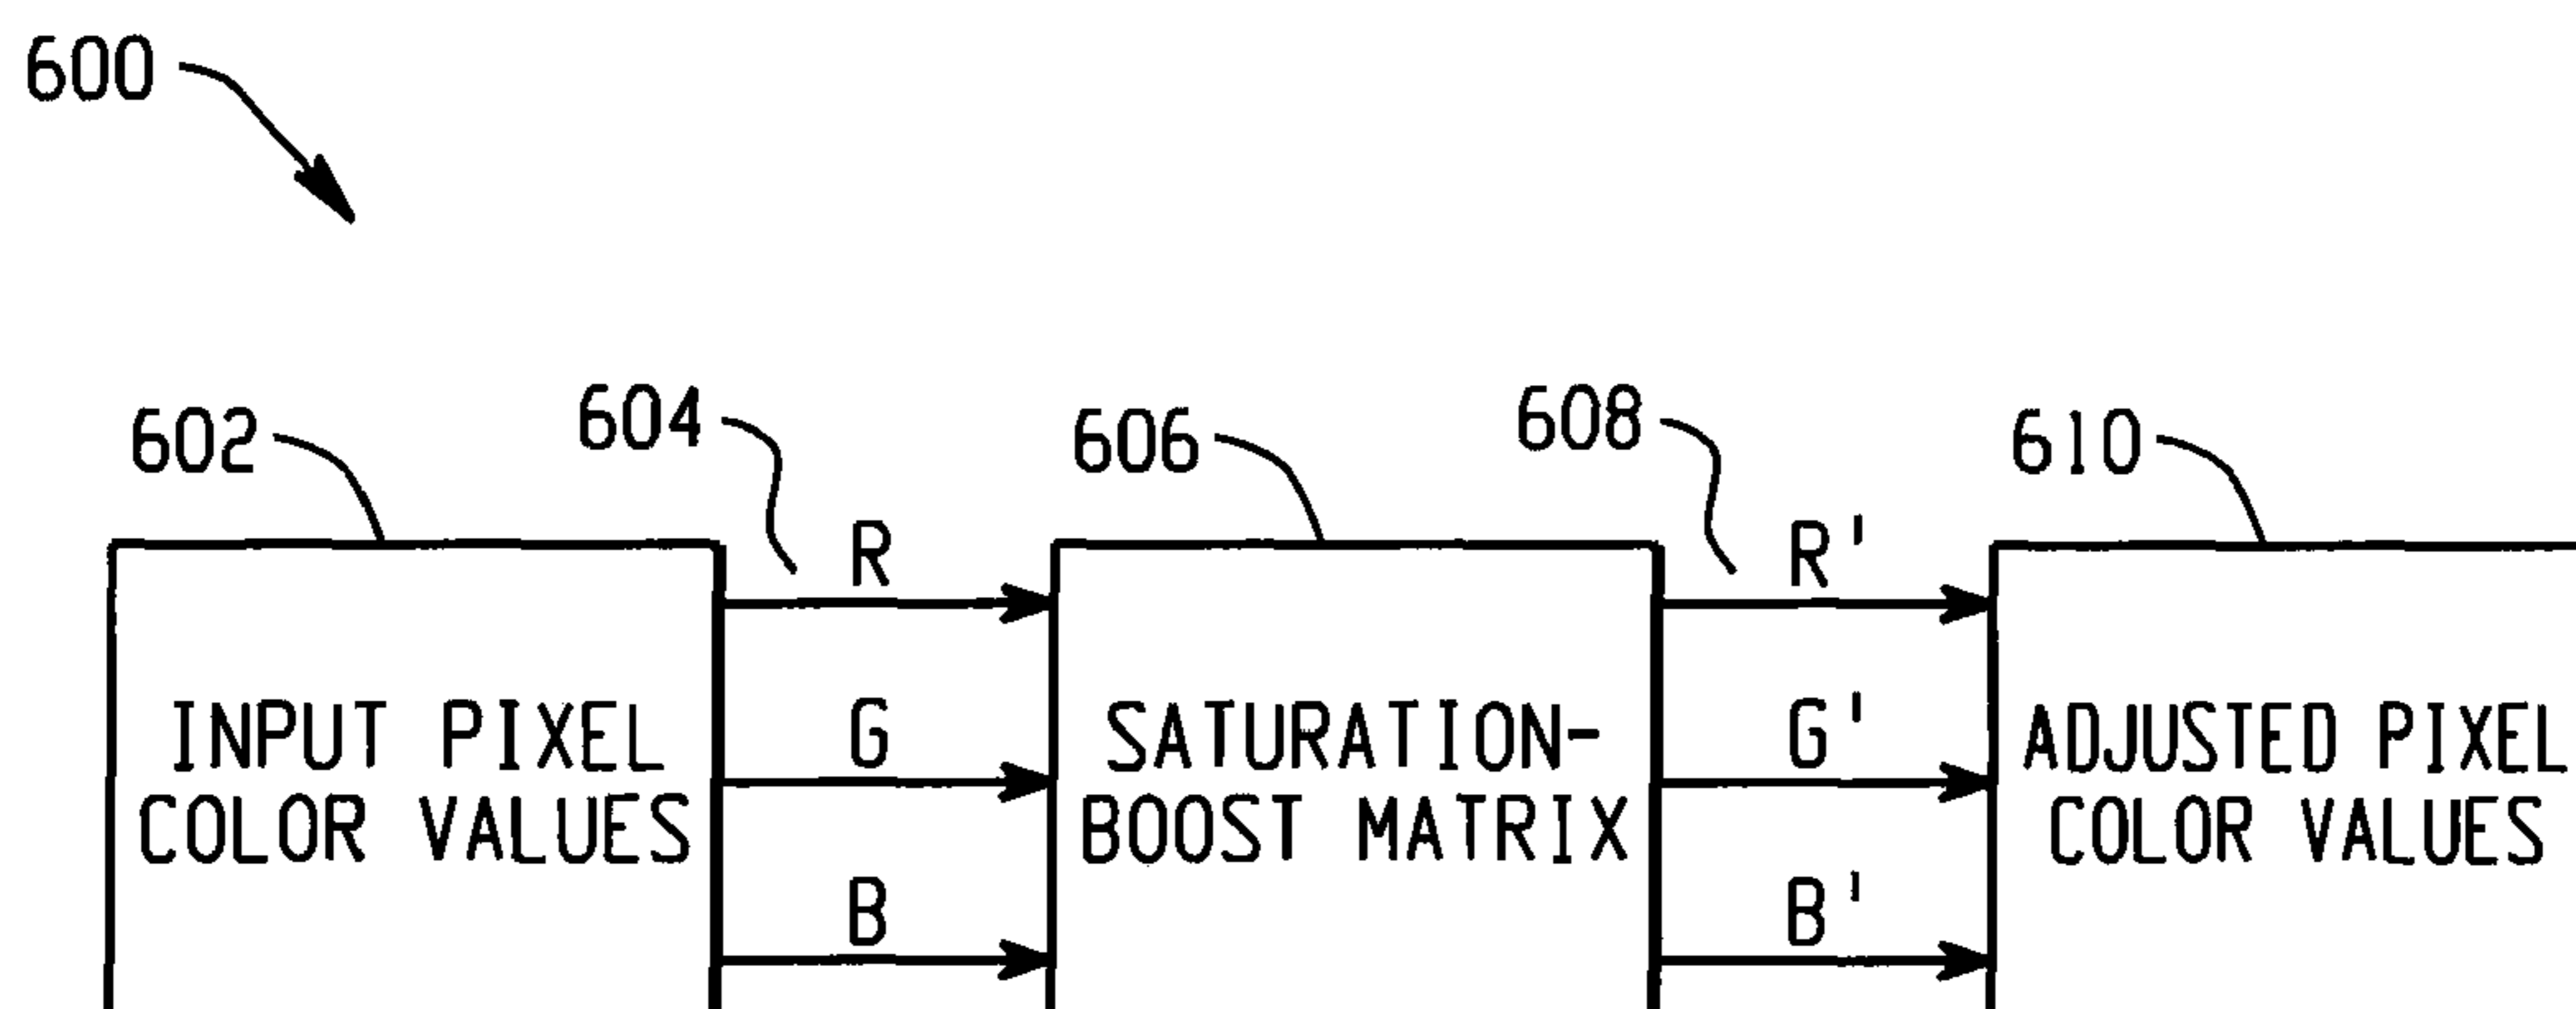 600
602
604
606
608
610
R
R'
INPUT PIXEL
COLOR VALUES
G
SATURATION-
BOOST MATRIX
G'
ADJUSTED PIXEL
COLOR VALUES
B
B'